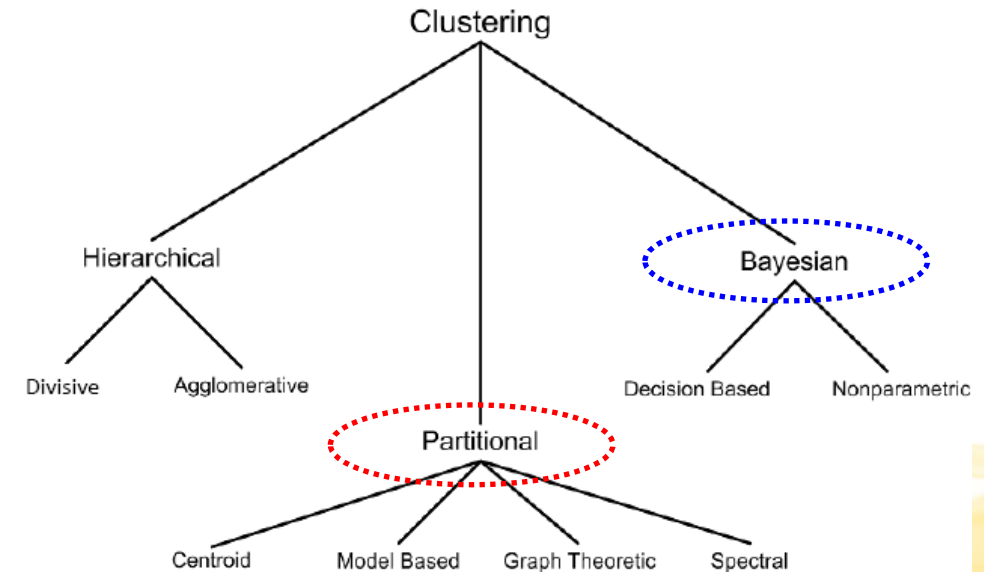 Clustering
Hierarchical
Bayesian
Divisive
Agglomerative
Decision Based
Nonparametric
Partitional
Centroid
Model Based
Graph Theoretic
Spectral